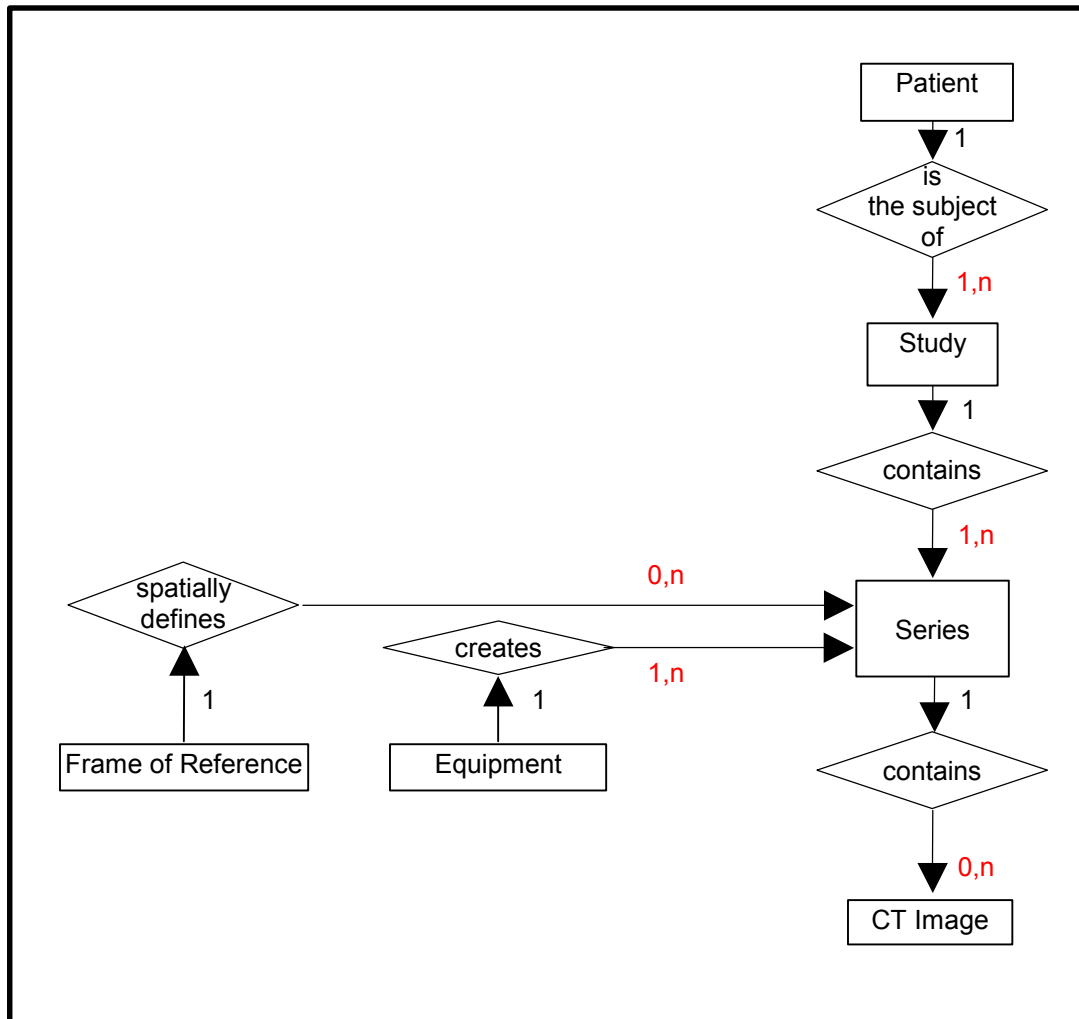 Patient
1
is
the subject
of
1,n
Study
1
contains
1,n
spatially
defines
0,n
Series
creates
1,n
1
1
1
Frame of Reference
Equipment
contains
0,n
CT Image